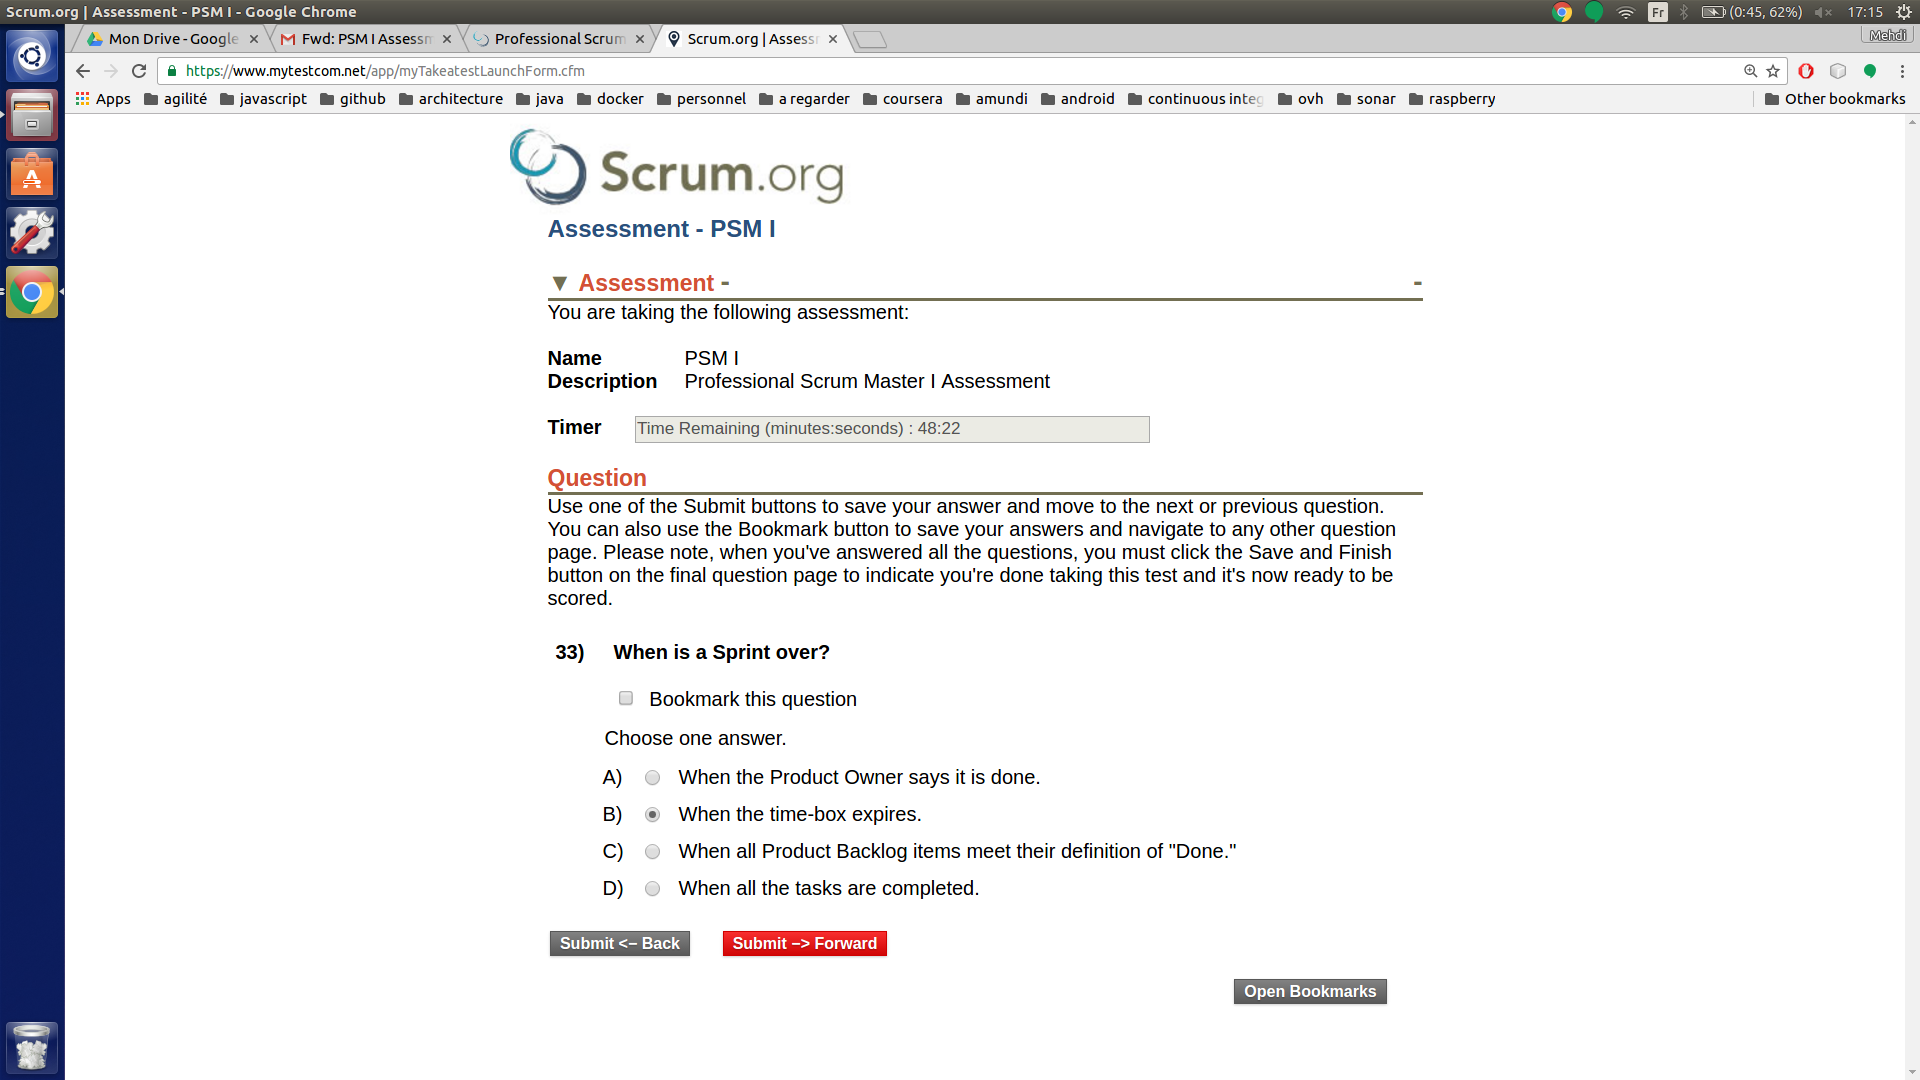 Scrum.org | Assessment - PSM I - Google Chrome
Fr
(0:45, 62%)
17:15
Mon Drive - Google
Fwd: PSM I Assessm
Professional Scrum
Scrum.org | Assess
Mehdi
https://www.mytestcom.net/app/myTakeatestLaunchForm.cfm
Apps agilité javascript github architecture java docker personnel a regarder coursera amundi android continuous integ ovh sonar raspberry Other bookmarks
Scrum.org
Assessment - PSM I
▼ Assessment - -
You are taking the following assessment:
Name PSM I
Description Professional Scrum Master I Assessment
Timer Time Remaining (minutes:seconds) : 48:22
Question
Use one of the Submit buttons to save your answer and move to the next or previous question.
You can also use the Bookmark button to save your answers and navigate to any other question
page. Please note, when you've answered all the questions, you must click the Save and Finish
button on the final question page to indicate you're done taking this test and it's now ready to be
scored.
33) When is a Sprint over?
Bookmark this question
Choose one answer.
A) When the Product Owner says it is done.
B) When the time-box expires.
C) When all Product Backlog items meet their definition of "Done."
D) When all the tasks are completed.
Submit <− Back Submit −> Forward
Open Bookmarks